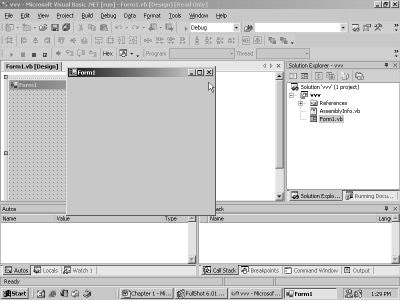 vvv - Microsoft Visual Basic .NET [run] - Form1.vb [Design] [Read Only]
File Edit View Project Build Debug Data Format Tools Window Help
Debug
Hex
Program Thread
Form1.vb [Design]
Form1
Form1
Solution Explorer - vvv
Solution 'vvv' (1 project)
vvv
References
AssemblyInfo.vb
Form1.vb
Solution Explo... Running Docu...
Autos
Name Value Type
Name Lang
Autos Locals Watch 1
Call Stack Breakpoints Command Window Output
Ready
Start Chapter 1 - Micro... FullShot 6.01 vvv - Microsof... Form1 1:29 PM